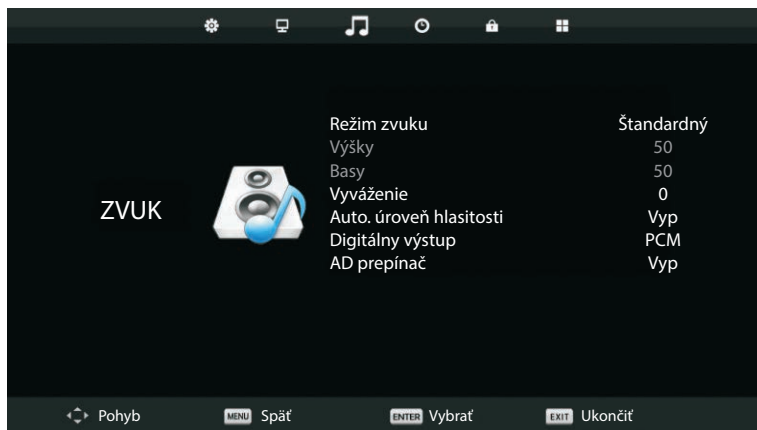 Režim zvuku Štandardný
Výšky 50
Basy 50
Vyváženie 0
ZVUK
Auto. úroveň hlasitosti Vyp
Digitálny výstup PCM
AD prepínač Vyp
Pohyb MENU Späť ENTER Vybrať EXIT Ukončiť